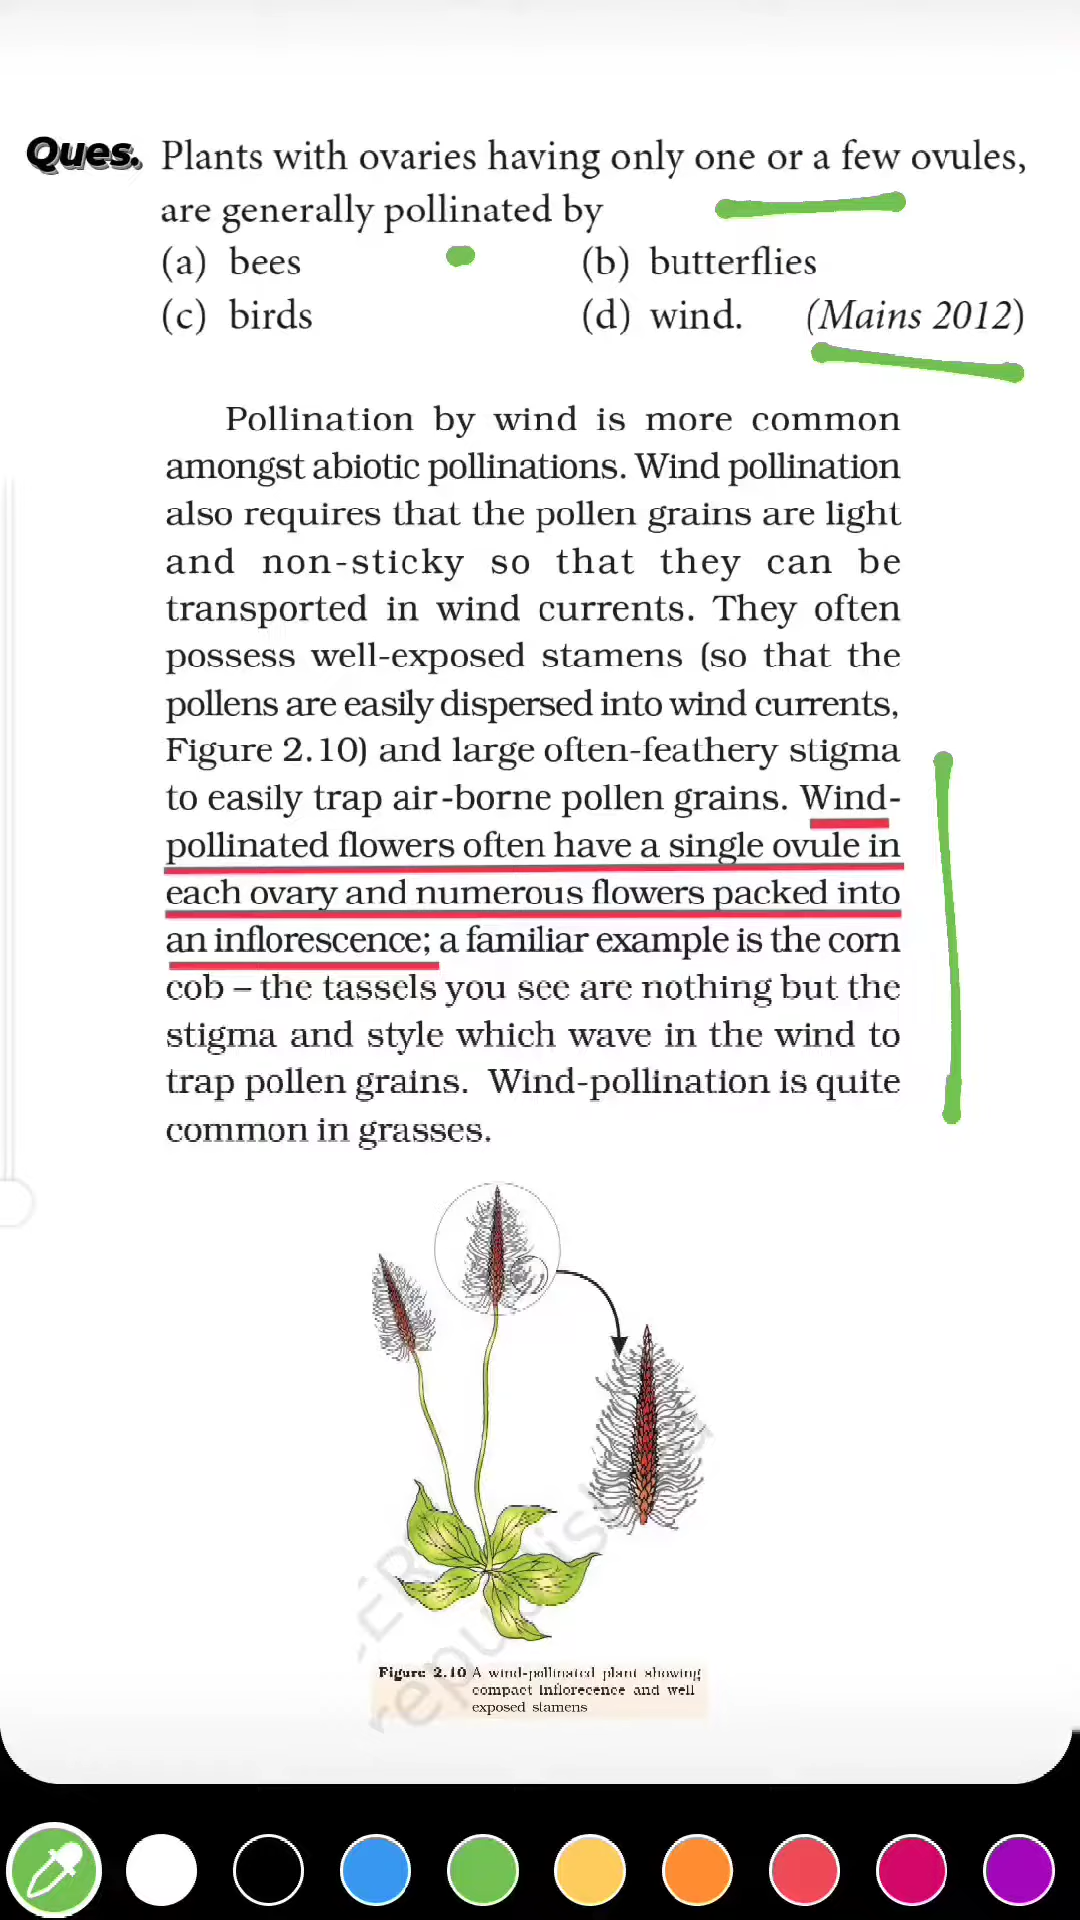 Ques. Plants with ovaries having only one or a few ovules,
are generally pollinated by
(a) bees (b) butterflies
(c) birds (d) wind. (Mains 2012)
Pollination by wind is more common
amongst abiotic pollinations. Wind pollination
also requires that the pollen grains are light
and non-sticky so that they can be
transported in wind currents. They often
possess well-exposed stamens (so that the
pollens are easily dispersed into wind currents,
Figure 2.10) and large often-feathery stigma
to easily trap air-borne pollen grains. Wind-
pollinated flowers often have a single ovule in
each ovary and numerous flowers packed into
an inflorescence; a familiar example is the corn
cob – the tassels you see are nothing but the
stigma and style which wave in the wind to
trap pollen grains. Wind-pollination is quite
common in grasses.
Figure 2.10 A wind-pollinated plant showing
compact inflorecence and well
exposed stamens